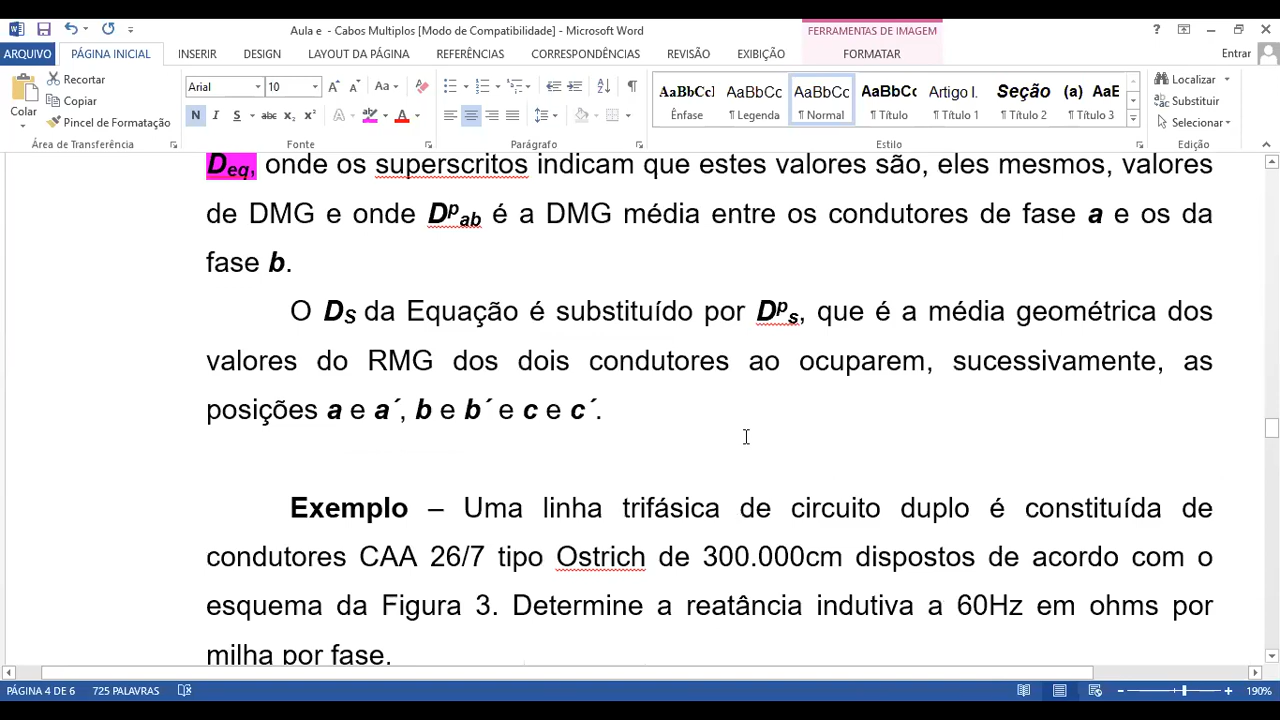 Aula e - Cabos Multiplos [Modo de Compatibilidade] - Microsoft Word
FERRAMENTAS DE IMAGEM
ARQUIVO PÁGINA INICIAL INSERIR DESIGN LAYOUT DA PÁGINA REFERÊNCIAS CORRESPONDÊNCIAS REVISÃO EXIBIÇÃO FORMATAR Entrar
Colar
Recortar
Copiar
Pincel de Formatação
Área de Transferência
Arial 10
N I S abc x₂ x²
Fonte
Parágrafo
AaBbCcl AaBbCc AaBbCc AaBbCc AaBbCc Seção (a) AaE
Ênfase ¶ Legenda ¶ Normal ¶ Título Artigo I. ¶ Título 2 ¶ Título 3
Estilo
Localizar
Substituir
Selecionar
Edição
Deq, onde os superscritos indicam que estes valores são, eles mesmos, valores
de DMG e onde Dᵖab é a DMG média entre os condutores de fase a e os da
fase b.
O DS da Equação é substituído por Dᵖs, que é a média geométrica dos
valores do RMG dos dois condutores ao ocuparem, sucessivamente, as
posições a e a´, b e b´ e c e c´.
Exemplo – Uma linha trifásica de circuito duplo é constituída de
condutores CAA 26/7 tipo Ostrich de 300.000cm dispostos de acordo com o
esquema da Figura 3. Determine a reatância indutiva a 60Hz em ohms por
milha por fase.
PÁGINA 4 DE 6 725 PALAVRAS 190%